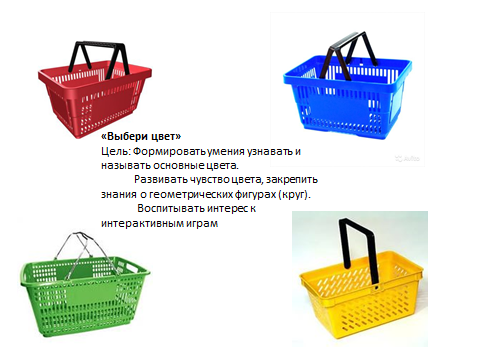 «Выбери цвет»
Цель: Формировать умения узнавать и
называть основные цвета.
Развивать чувство цвета, закрепить
знания о геометрических фигурах (круг).
Воспитывать интерес к
интерактивным играм